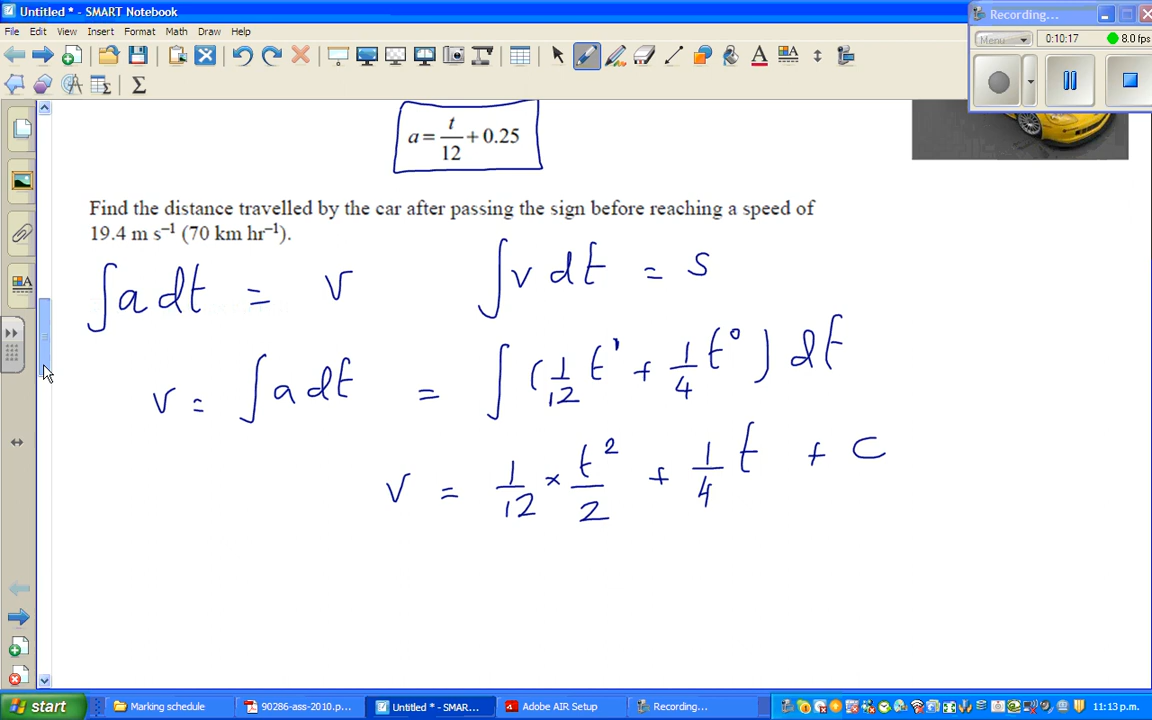 Untitled * - SMART Notebook
Recording...
File Edit View Insert Format Math Draw Help
Menu 0:10:17 8.0 fps
a = t/12 + 0.25
Find the distance travelled by the car after passing the sign before reaching a speed of
19.4 m s⁻¹ (70 km hr⁻¹).
∫a dt = v ∫v dt = s
v = ∫a dt = ∫(1/12 t¹ + 1/4 t⁰) dt
v = 1/12 × t²/2 + 1/4 t + c
start Marking schedule 90286-ass-2010.p... Untitled * - SMAR... Adobe AIR Setup Recording... 11:13 p.m.